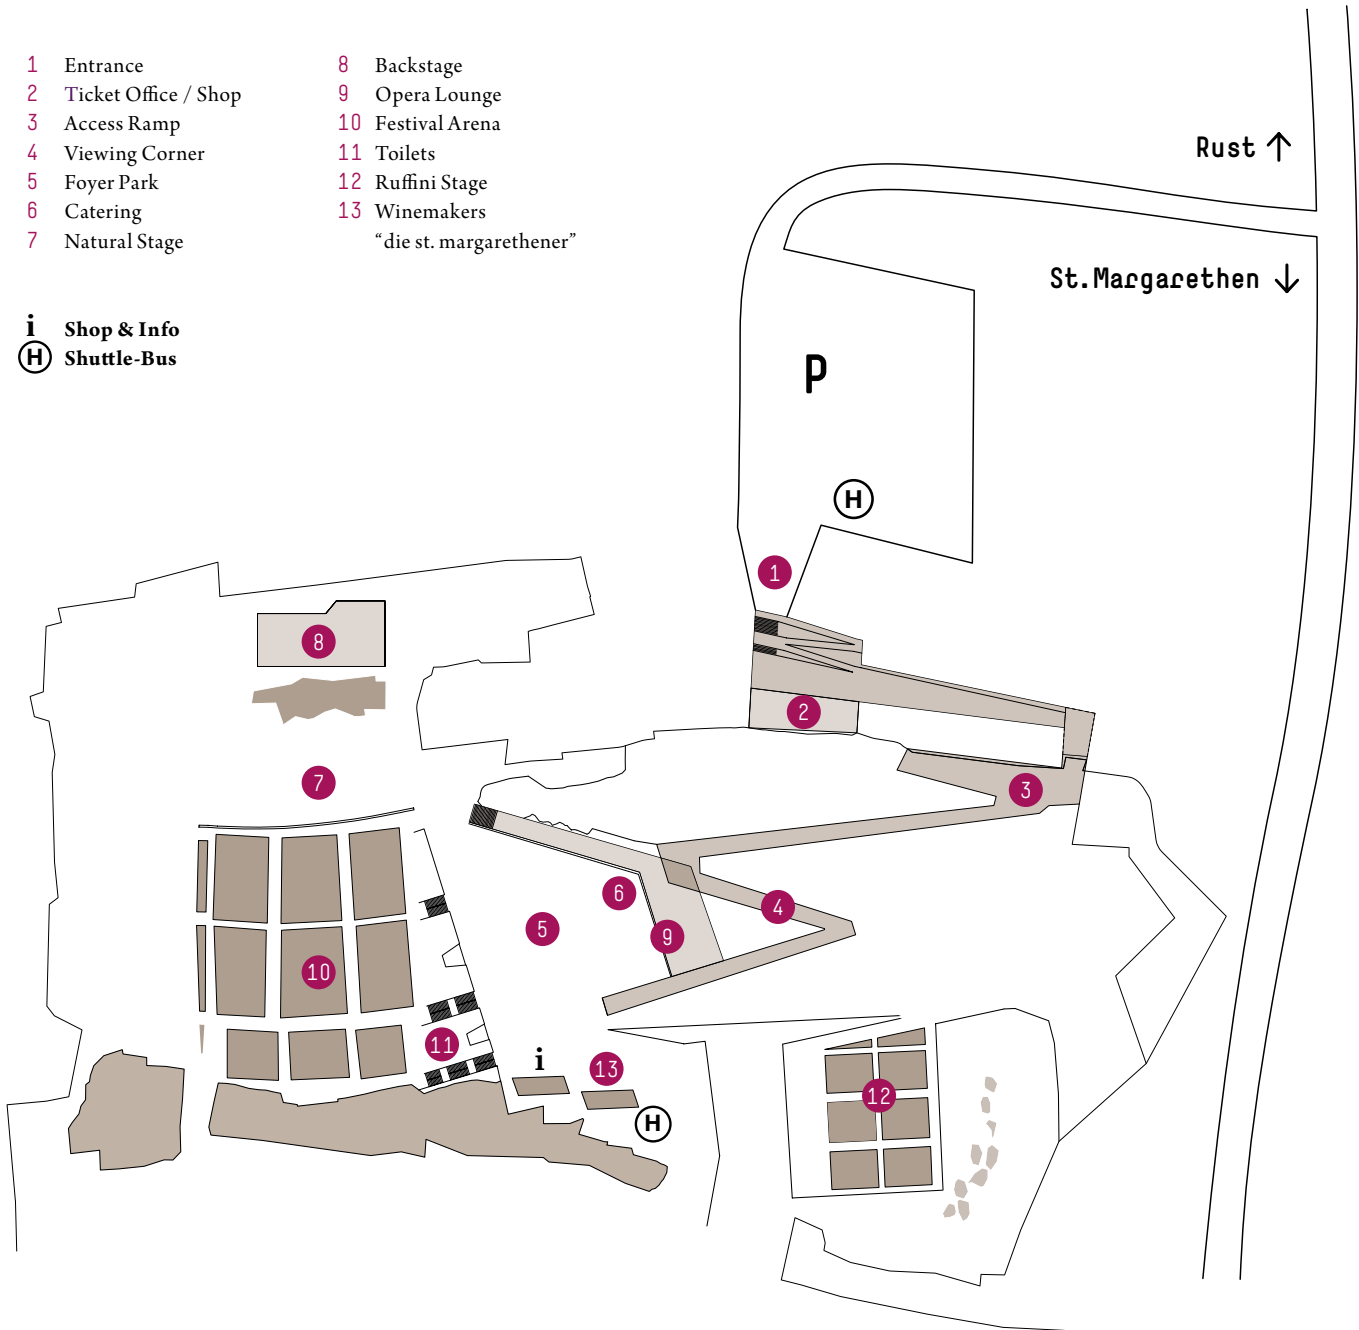 1 Entrance
2 Ticket Office / Shop
3 Access Ramp
4 Viewing Corner
5 Foyer Park
6 Catering
7 Natural Stage
8 Backstage
9 Opera Lounge
10 Festival Arena
11 Toilets
12 Ruffini Stage
13 Winemakers
“die st. margarethener”
i Shop & Info
H Shuttle-Bus
Rust ↑
St.Margarethen ↓
P
H
1
2
3
4
5
6
7
8
9
10
11
i
13
H
12